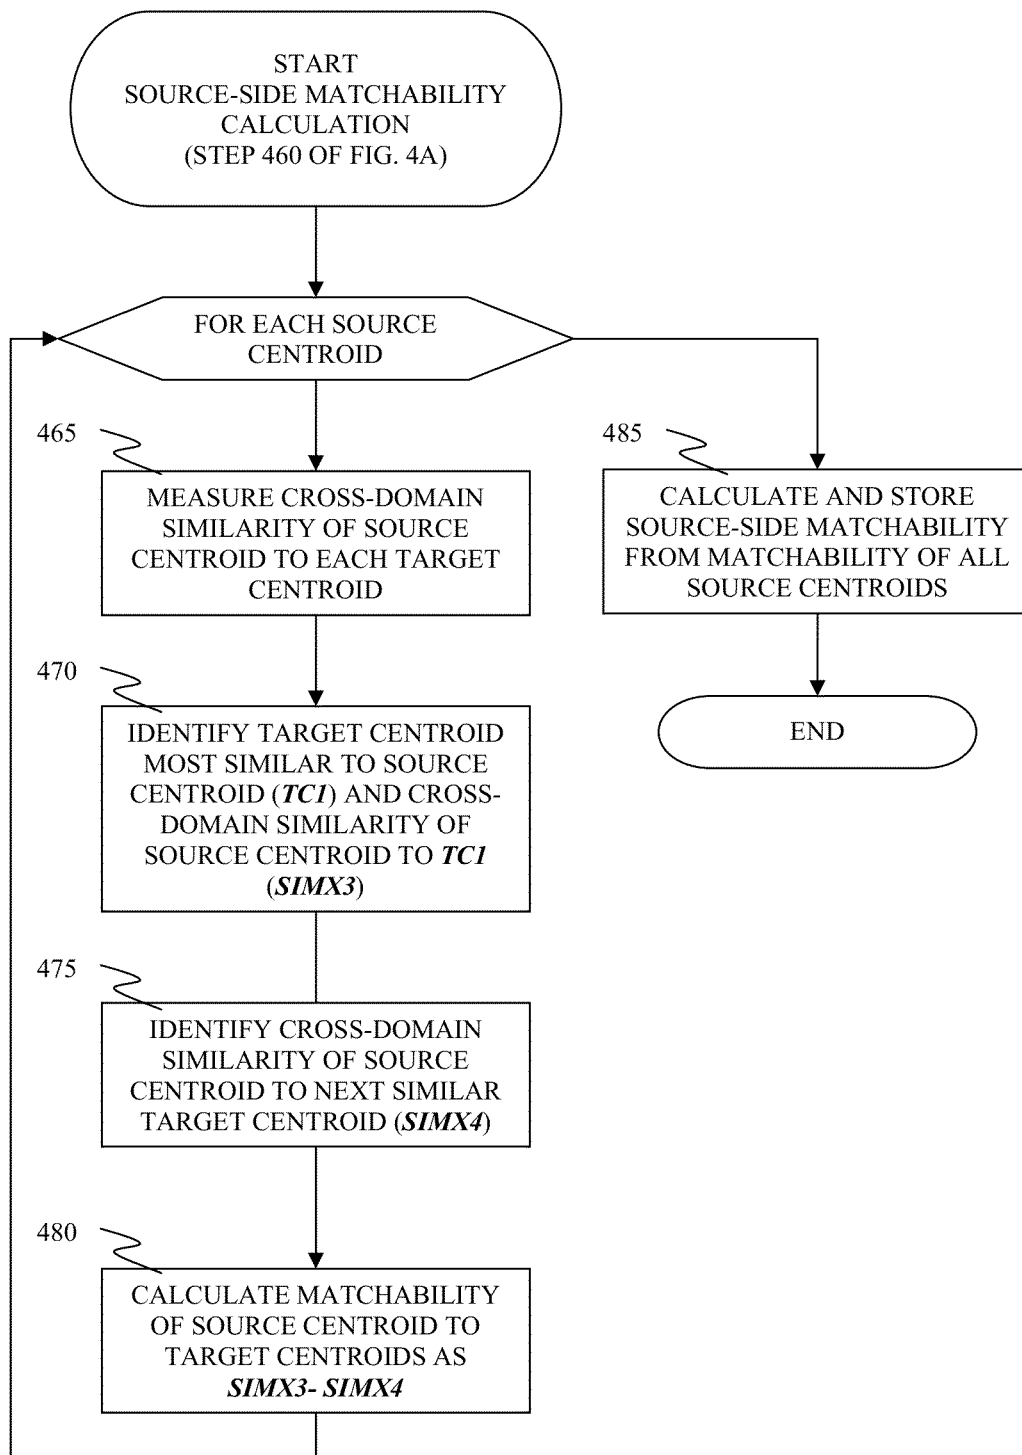 START
SOURCE-SIDE MATCHABILITY
CALCULATION
(STEP 460 OF FIG. 4A)
FOR EACH SOURCE
CENTROID
465
MEASURE CROSS-DOMAIN
SIMILARITY OF SOURCE
CENTROID TO EACH TARGET
CENTROID
470
IDENTIFY TARGET CENTROID
MOST SIMILAR TO SOURCE
CENTROID (TC1) AND CROSS-
DOMAIN SIMILARITY OF
SOURCE CENTROID TO TC1
(SIMX3)
475
IDENTIFY CROSS-DOMAIN
SIMILARITY OF SOURCE
CENTROID TO NEXT SIMILAR
TARGET CENTROID (SIMX4)
480
CALCULATE MATCHABILITY
OF SOURCE CENTROID TO
TARGET CENTROIDS AS
SIMX3- SIMX4
485
CALCULATE AND STORE
SOURCE-SIDE MATCHABILITY
FROM MATCHABILITY OF ALL
SOURCE CENTROIDS
END